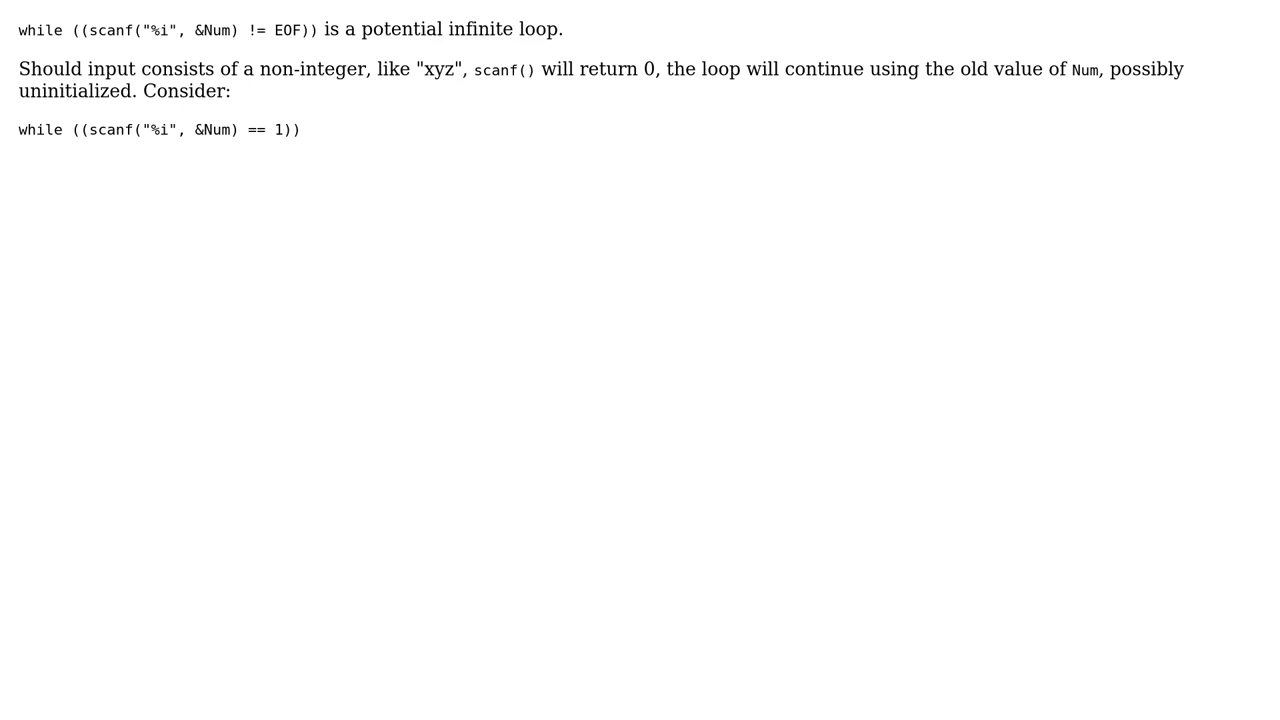 while ((scanf("%i", &Num) != EOF)) is a potential infinite loop.
Should input consists of a non-integer, like "xyz", scanf() will return 0, the loop will continue using the old value of Num, possibly
uninitialized. Consider:
while ((scanf("%i", &Num) == 1))